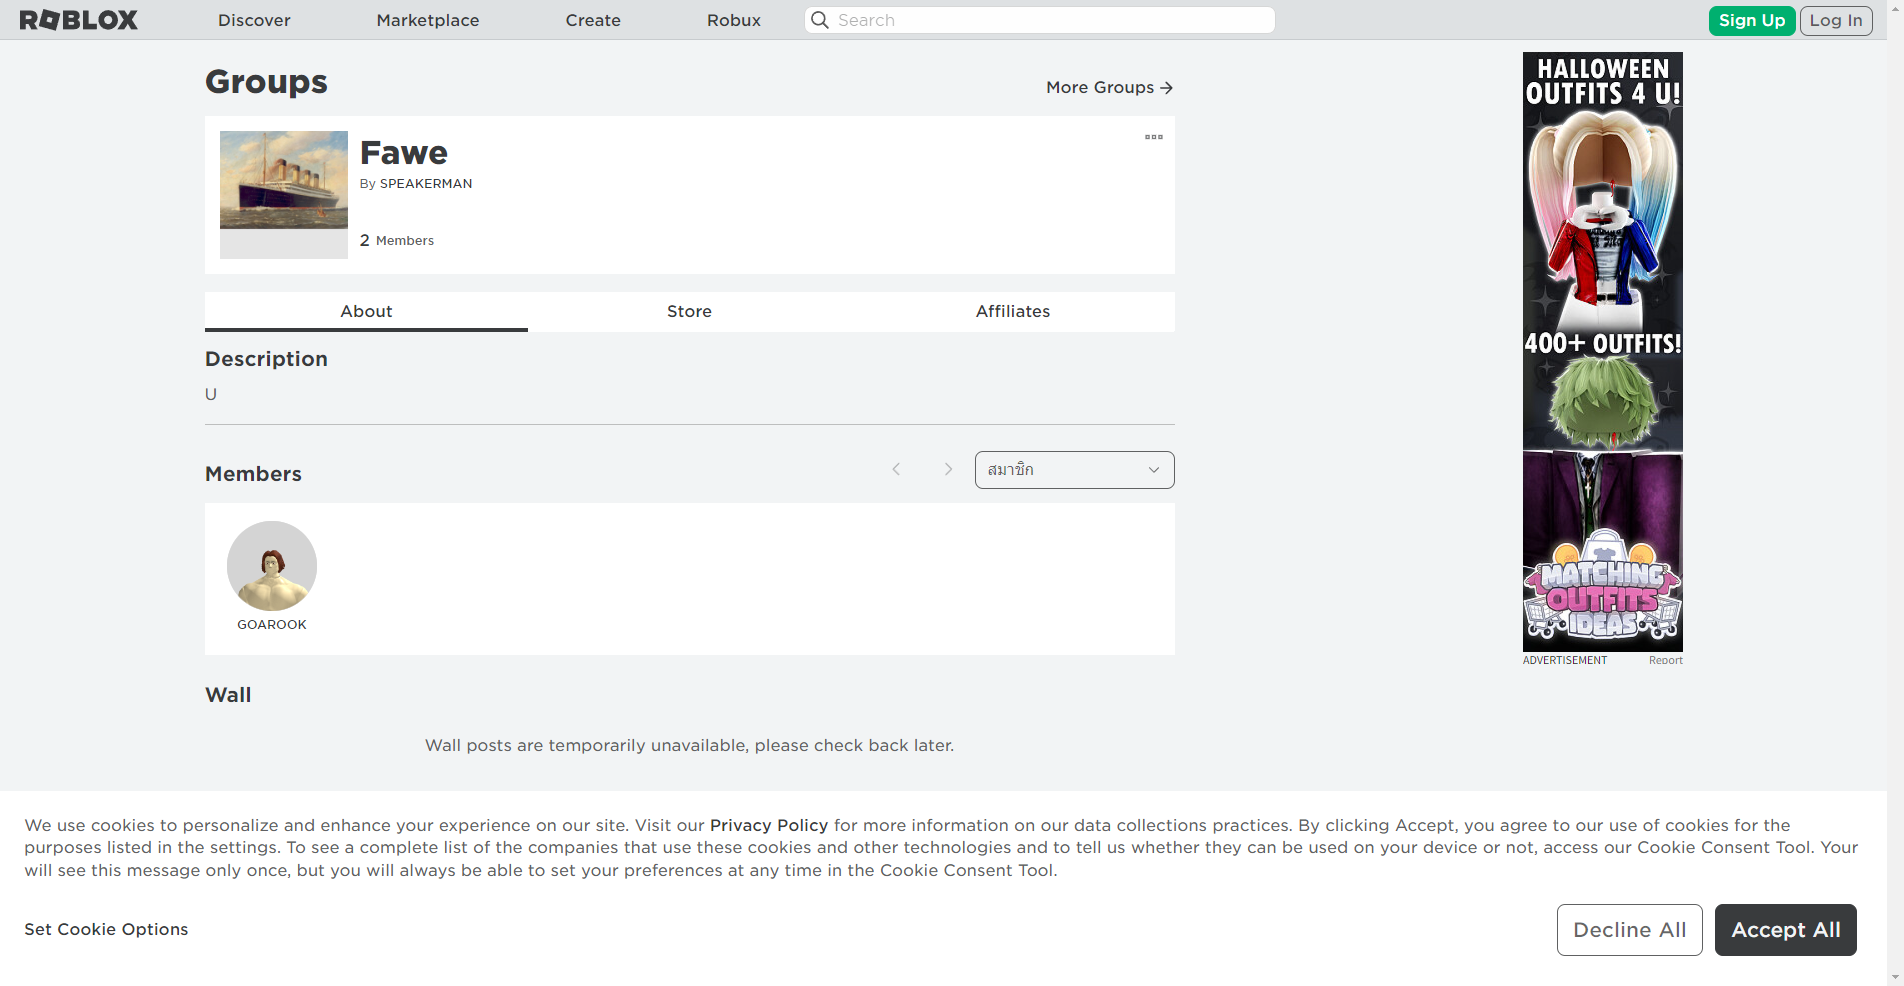 ROBLOX
Discover
Marketplace
Create
Robux
Search
Sign Up
Log In
Groups
More Groups
Fawe
By SPEAKERMAN
2 Members
About
Store
Affiliates
Description
U
Members
สมาชิก
GOAROOK
Wall
Wall posts are temporarily unavailable, please check back later.
HALLOWEEN
OUTFITS 4 U!
400+ OUTFITS!
MATCHING
OUTFITS
IDEAS
ADVERTISEMENT
Report
We use cookies to personalize and enhance your experience on our site. Visit our Privacy Policy for more information on our data collections practices. By clicking Accept, you agree to our use of cookies for the
purposes listed in the settings. To see a complete list of the companies that use these cookies and other technologies and to tell us whether they can be used on your device or not, access our Cookie Consent Tool. Your
will see this message only once, but you will always be able to set your preferences at any time in the Cookie Consent Tool.
Set Cookie Options
Decline All
Accept All